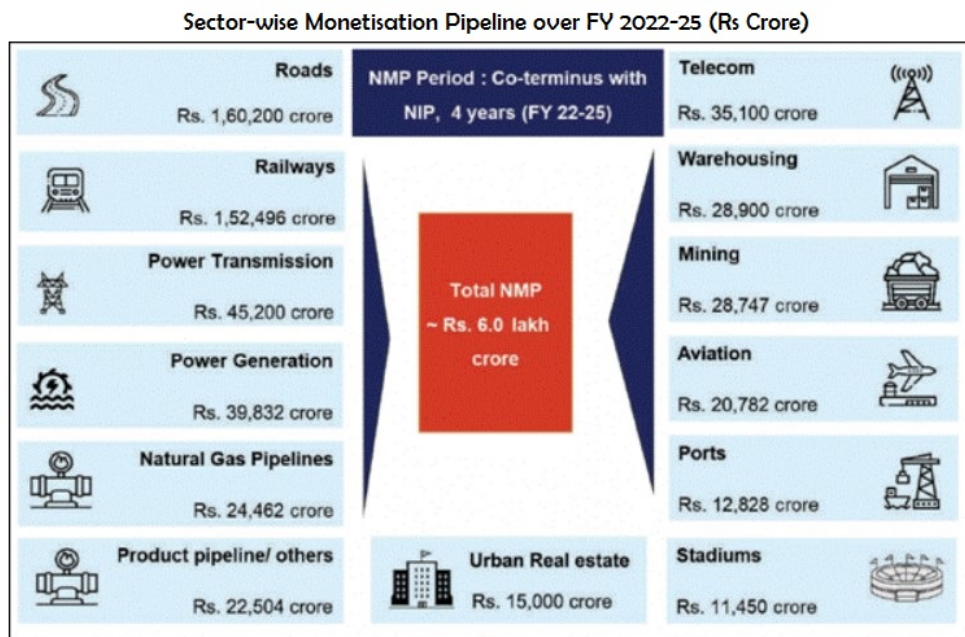 Sector-wise Monetisation Pipeline over FY 2022-25 (Rs Crore)
Roads
Rs. 1,60,200 crore
Railways
Rs. 1,52,496 crore
Power Transmission
Rs. 45,200 crore
Power Generation
Rs. 39,832 crore
Natural Gas Pipelines
Rs. 24,462 crore
Product pipeline/ others
Rs. 22,504 crore
NMP Period : Co-terminus with
NIP, 4 years (FY 22-25)
Total NMP
~ Rs. 6.0 lakh
crore
Urban Real estate
Rs. 15,000 crore
Telecom
Rs. 35,100 crore
Warehousing
Rs. 28,900 crore
Mining
Rs. 28,747 crore
Aviation
Rs. 20,782 crore
Ports
Rs. 12,828 crore
Stadiums
Rs. 11,450 crore